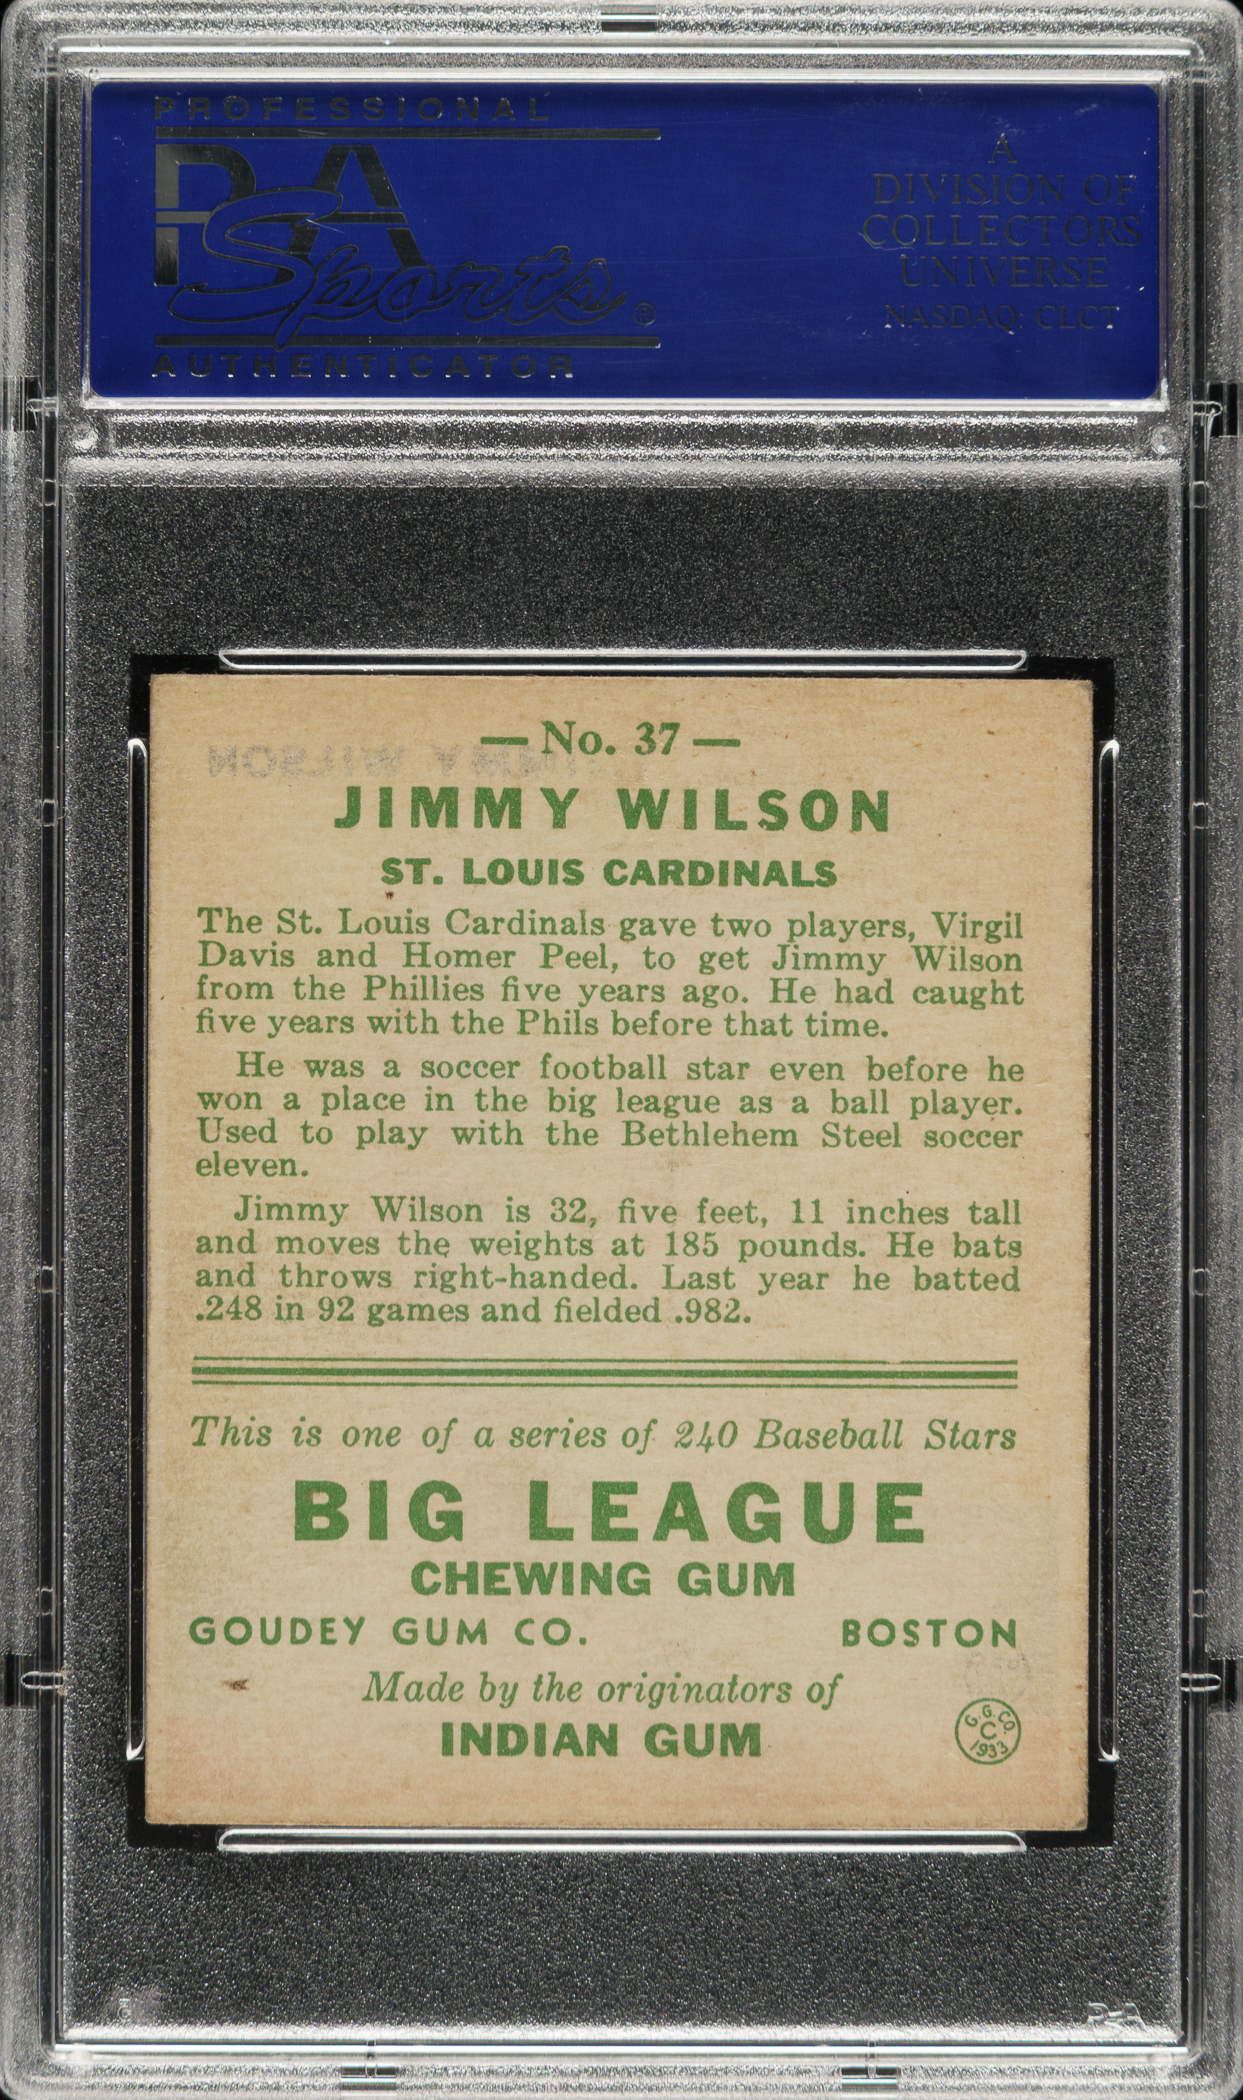 PROFESSIONAL
PSA
Sports®
AUTHENTICATOR
A
DIVISION OF
COLLECTORS
UNIVERSE
NASDAQ: CLCT
— No. 37 —
JIMMY WILSON
JIMMY WILSON
ST. LOUIS CARDINALS
The St. Louis Cardinals gave two players, Virgil
Davis and Homer Peel, to get Jimmy Wilson
from the Phillies five years ago. He had caught
five years with the Phils before that time.
He was a soccer football star even before he
won a place in the big league as a ball player.
Used to play with the Bethlehem Steel soccer
eleven.
Jimmy Wilson is 32, five feet, 11 inches tall
and moves the weights at 185 pounds. He bats
and throws right-handed. Last year he batted
.248 in 92 games and fielded .982.
This is one of a series of 240 Baseball Stars
BIG LEAGUE
CHEWING GUM
GOUDEY GUM CO. BOSTON
Made by the originators of
INDIAN GUM
G.G.CO.
C
1933
PSA